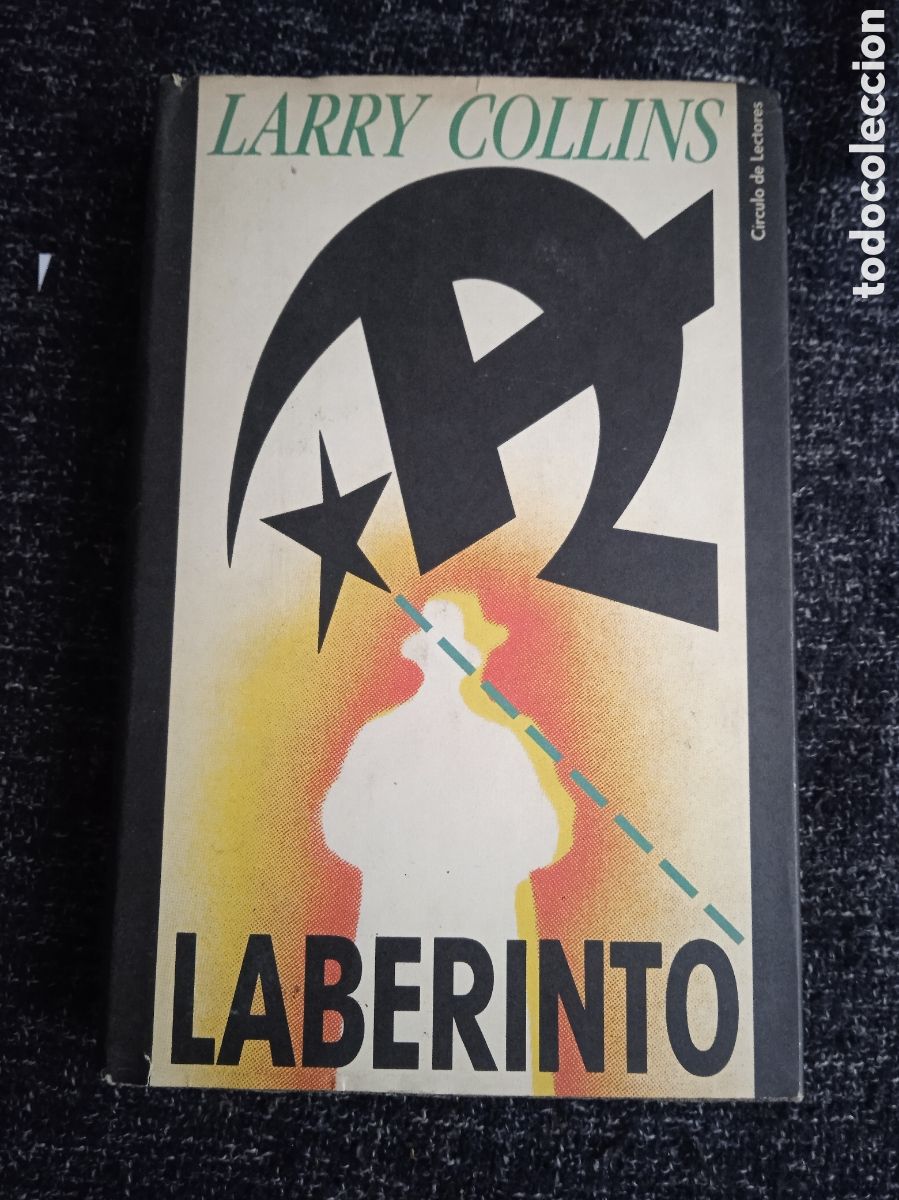 LARRY COLLINS
Círculo de Lectores
LABERINTO
todocoleccion